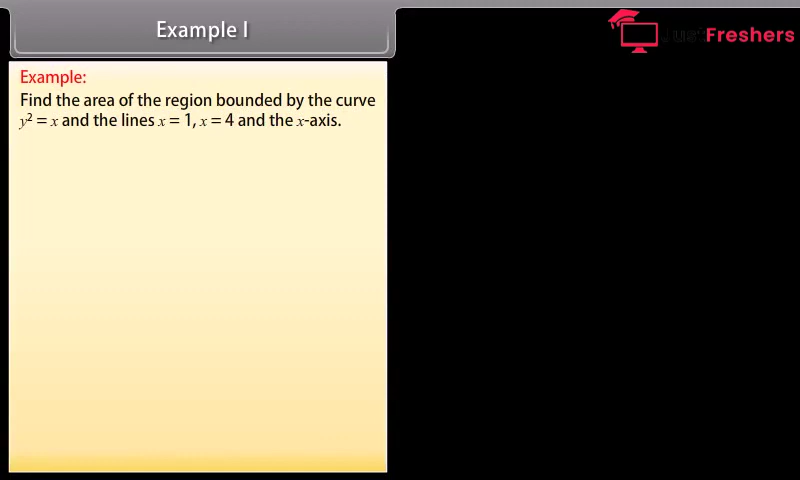 Example I
JustFreshers
Example:
Find the area of the region bounded by the curve
y² = x and the lines x = 1, x = 4 and the x-axis.